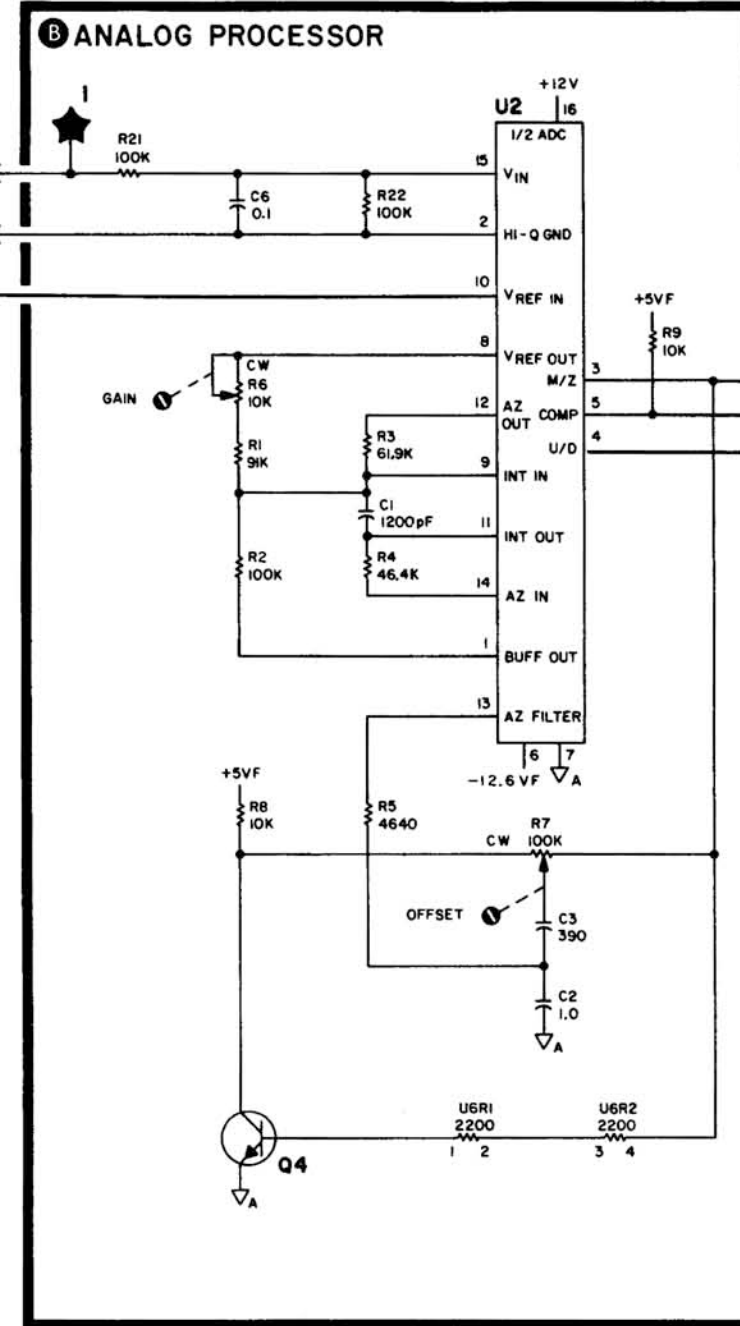 B ANALOG PROCESSOR
1
+12V
U2
16
1/2 ADC
R21
100K
15
VIN
C6
0.1
R22
100K
2
HI-Q GND
10
VREF IN
+5VF
R9
10K
8
VREF OUT
CW
R6
10K
GAIN
M/Z
3
12
AZ OUT
COMP
5
U/D
4
R3
61.9K
R1
91K
9
INT IN
C1
1200pF
11
INT OUT
R2
100K
R4
46.4K
14
AZ IN
1
BUFF OUT
13
AZ FILTER
6
7
-12.6 VF
A
+5VF
R8
10K
R5
4640
R7
CW 100K
OFFSET
C3
390
C2
1.0
A
U6R1
2200
1 2
U6R2
2200
3 4
Q4
A